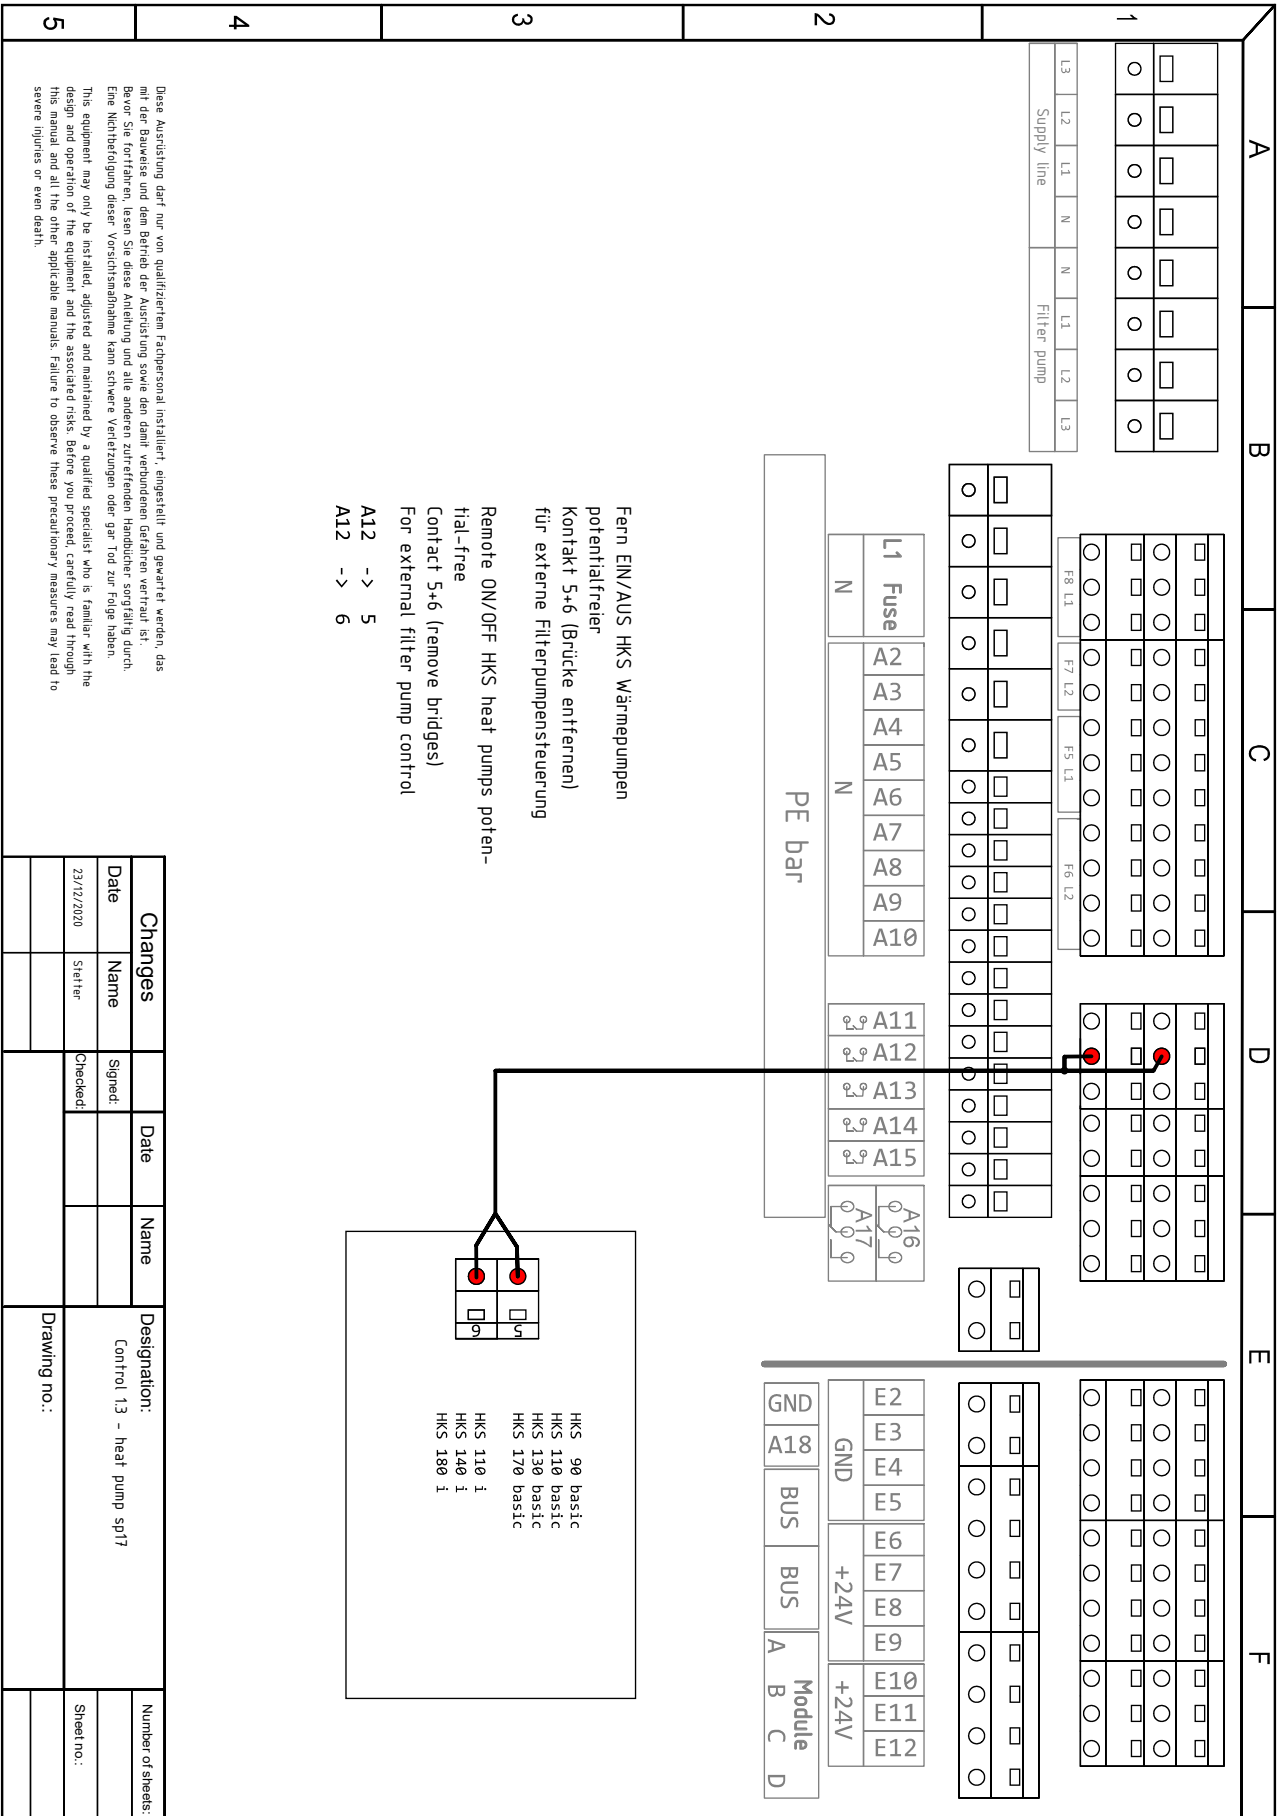 1
2
3
4
5
A
B
C
D
E
F
L3
L2
L1
N
N
L1
L2
L3
Supply line
Filter pump
F8 L1
F7 L2
F5 L1
F6 L2
L1 Fuse
N
A2
A3
A4
A5
A6
A7
A8
A9
A10
N
A11
A12
A13
A14
A15
A16
A17
PE bar
E2
E3
E4
E5
E6
E7
E8
E9
E10
E11
E12
GND
+24V
+24V
GND
A18
BUS
BUS
Module
A
B
C
D
Fern EIN/AUS HKS Wärmepumpen
potentialfreier
Kontakt 5+6 (Brücke entfernen)
für externe Filterpumpensteuerung
Remote ON/OFF HKS heat pumps poten-
tial-free
Contact 5+6 (remove bridges)
For external filter pump control
A12 -> 5
A12 -> 6
5
6
HKS 90 basic
HKS 110 basic
HKS 130 basic
HKS 170 basic
HKS 110 i
HKS 140 i
HKS 180 i
Diese Ausrüstung darf nur von qualifiziertem Fachpersonal installiert, eingestellt und gewartet werden, das
mit der Bauweise und dem Betrieb der Ausrüstung sowie den damit verbundenen Gefahren vertraut ist.
Bevor Sie fortfahren, lesen Sie diese Anleitung und alle anderen zutreffenden Handbücher sorgfältig durch.
Eine Nichtbefolgung dieser Vorsichtsmaßnahme kann schwere Verletzungen oder gar Tod zur Folge haben.
This equipment may only be installed, adjusted and maintained by a qualified specialist who is familiar with the
design and operation of the equipment and the associated risks. Before you proceed, carefully read through
this manual and all the other applicable manuals. Failure to observe these precautionary measures may lead to
severe injuries or even death.
Changes
Date
Name
23/12/2020
Stetter
Date
Name
Signed:
Checked:
Designation:
Control 1.3 - heat pump sp17
Drawing no.:
Number of sheets:
Sheet no.: